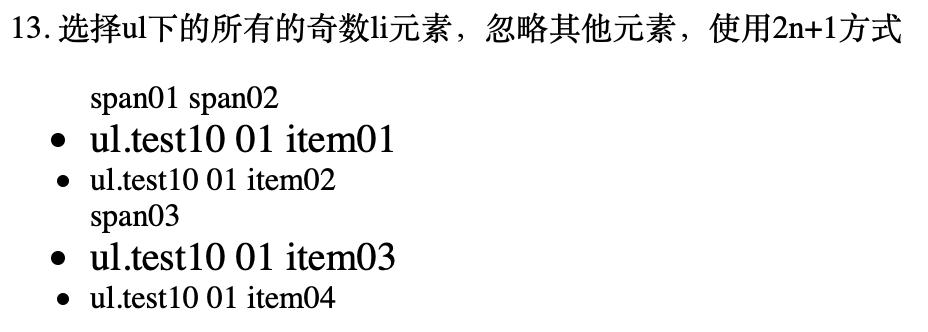 13. 选择ul下的所有的奇数li元素，忽略其他元素，使用2n+1方式
span01 span02
ul.test10 01 item01
ul.test10 01 item02
span03
ul.test10 01 item03
ul.test10 01 item04